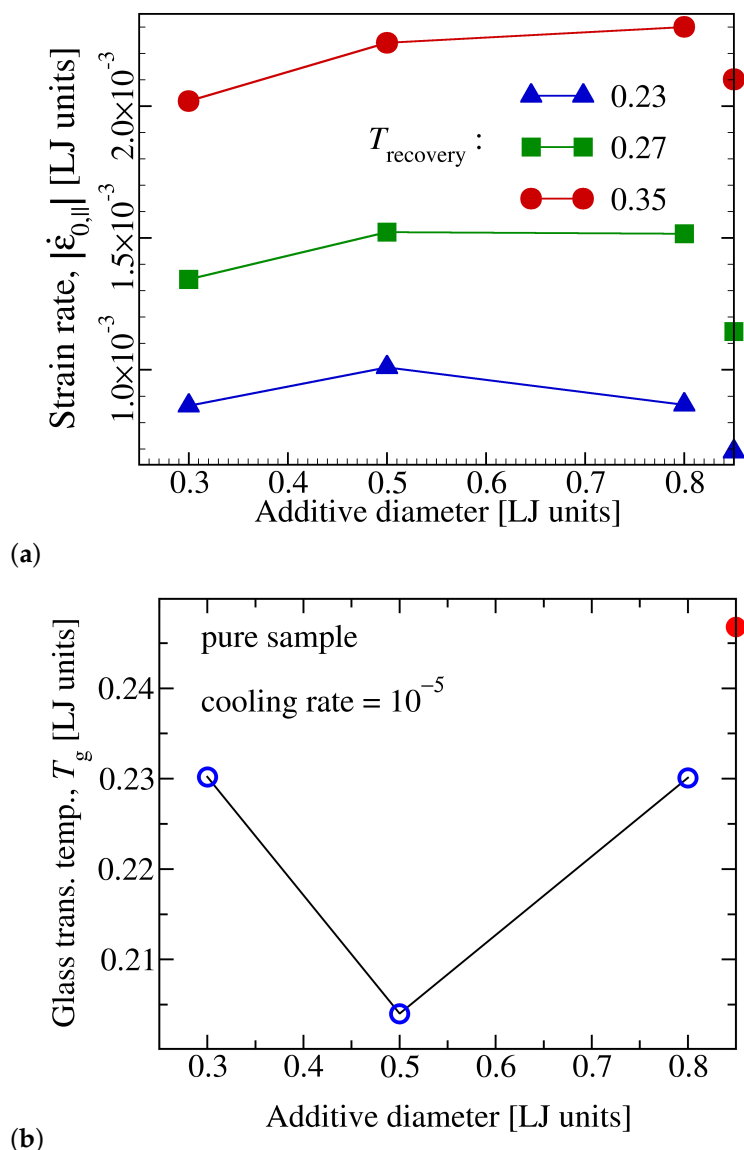 Strain rate, |ε̇0,||| [LJ units]
2.0×10⁻³
1.5×10⁻³
1.0×10⁻³
Trecovery :
0.23
0.27
0.35
0.3 0.4 0.5 0.6 0.7 0.8
Additive diameter [LJ units]
(a)
Glass trans. temp., Tg [LJ units]
pure sample
cooling rate = 10⁻⁵
0.24
0.23
0.22
0.21
0.3 0.4 0.5 0.6 0.7 0.8
Additive diameter [LJ units]
(b)